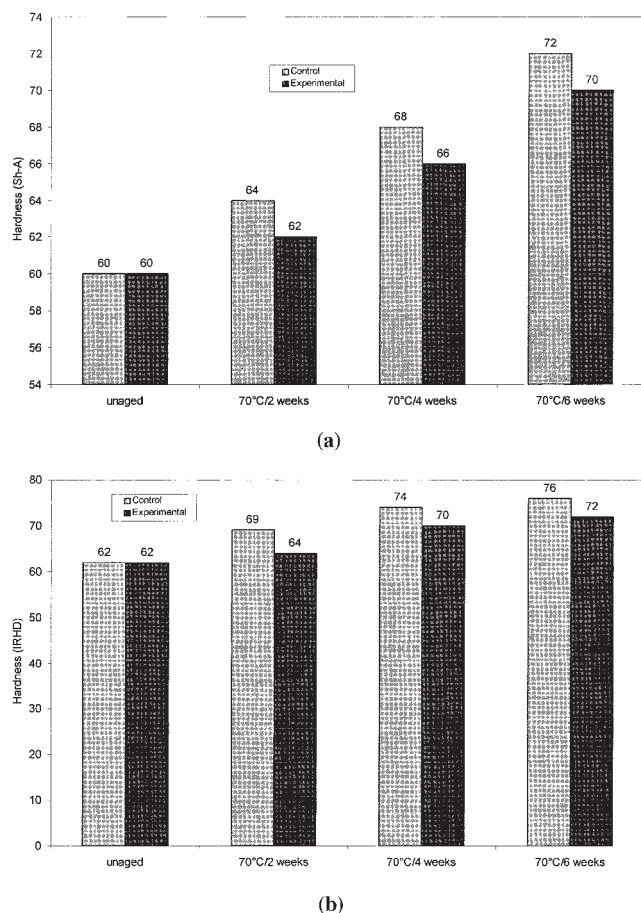 74
72
70
68
66
64
62
60
58
56
54
Hardness (Sh-A)
Control
Experimental
60 60
64 62
68 66
72 70
unaged 70°C/2 weeks 70°C/4 weeks 70°C/6 weeks
(a)
80
70
60
50
40
30
20
10
0
Hardness (IRHD)
Control
Experimental
62 62
69 64
74 70
76 72
unaged 70°C/2 weeks 70°C/4 weeks 70°C/6 weeks
(b)